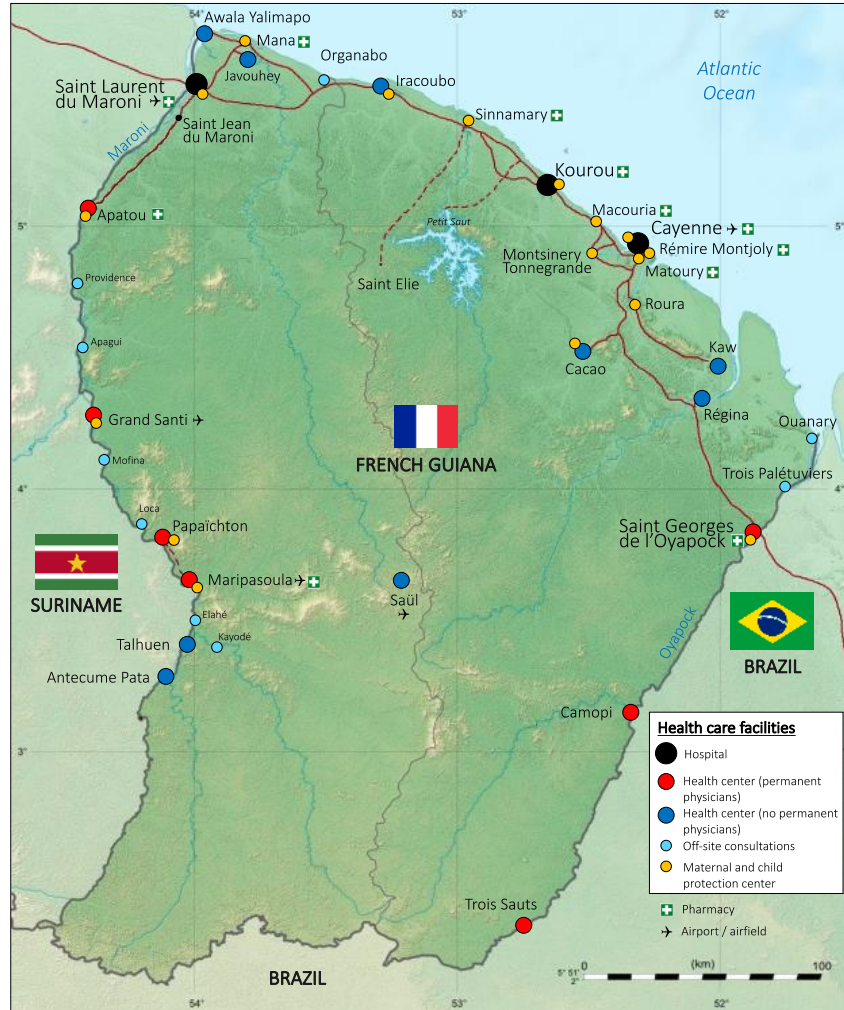 54°
53°
52°
Awala Yalimapo
Mana
Javouhey
Organabo
Iracoubo
Atlantic
Ocean
Saint Laurent
du Maroni
Saint Jean
du Maroni
Maroni
Sinnamary
Kourou
Macouria
Cayenne
Rémire Montjoly
Montsinery
Tonnegrande
Matoury
Petit Saut
Saint Elie
Roura
5°
Apatou
Providence
Apagui
Cacao
Kaw
Régina
Ouanary
Grand Santi
Mofina
FRENCH GUIANA
Trois Palétuviers
4°
Loca
Papaïchton
Saint Georges
de l'Oyapock
SURINAME
Maripasoula
Saül
Elahé
Talhuen
Kayodé
Antecume Pata
Oyapock
BRAZIL
Camopi
3°
Health care facilities
Hospital
Health center (permanent
physicians)
Health center (no permanent
physicians)
Off-site consultations
Maternal and child
protection center
Pharmacy
Airport / airfield
Trois Sauts
BRAZIL
(km)
5° 51'
2°
0
100
54°
53°
52°